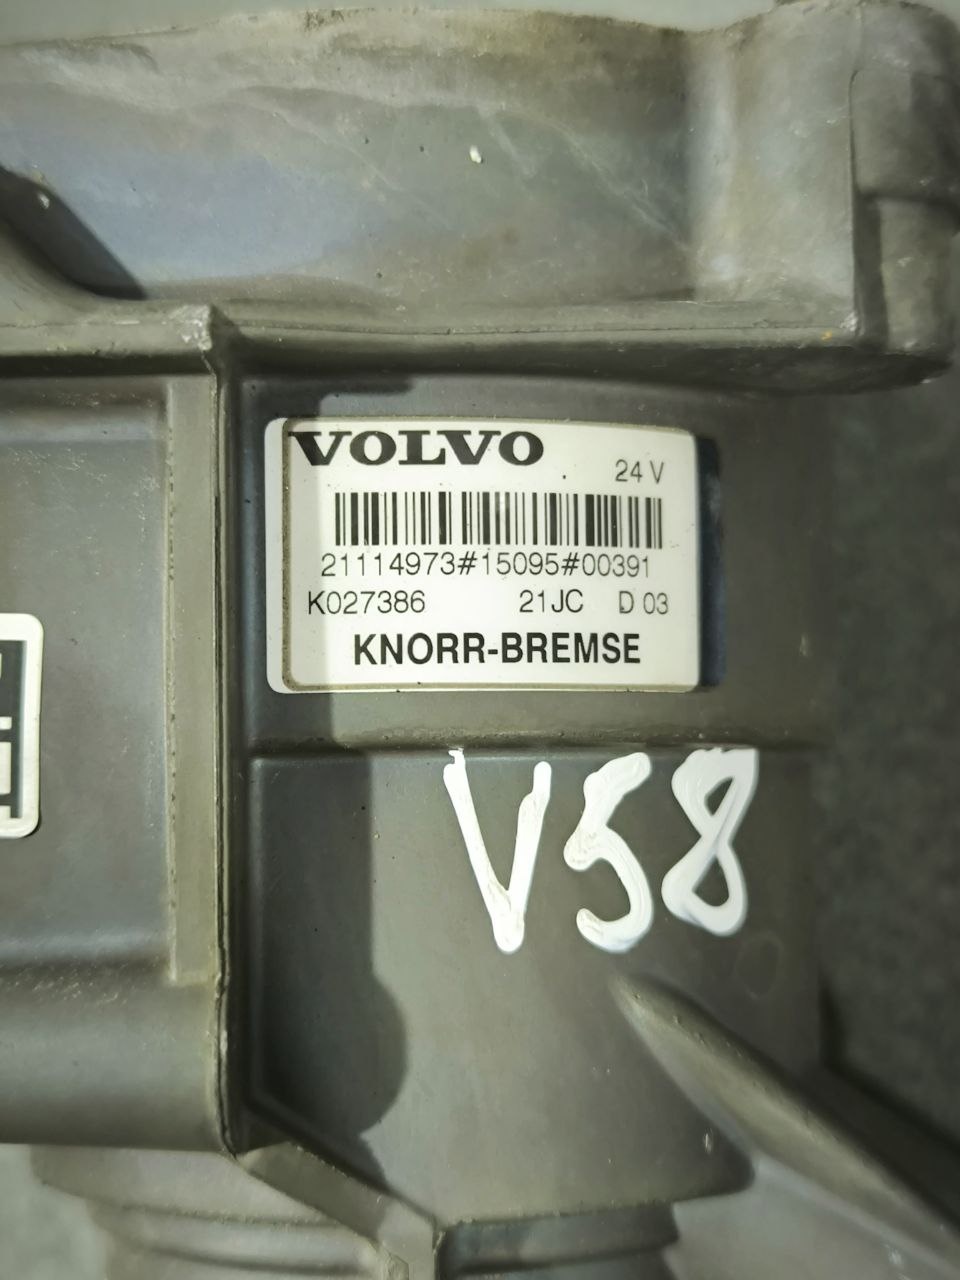 VOLVO
24 V
21114973#15095#00391
K027386 21JC D 03
KNORR-BREMSE
V58